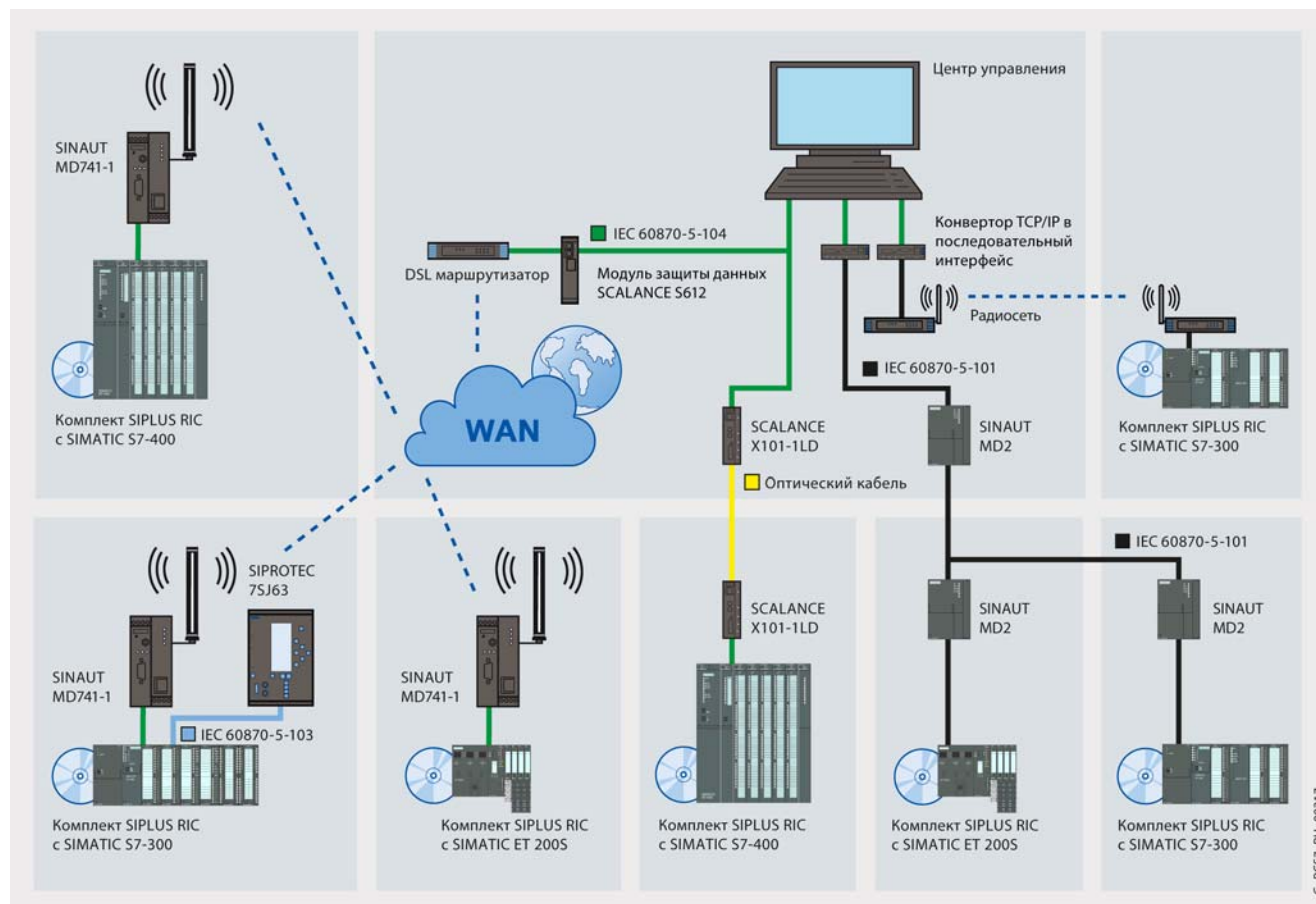 Центр управления
SINAUT
MD741-1
IEC 60870-5-104
DSL маршрутизатор
Модуль защиты данных
SCALANCE S612
Конвертор TCP/IP в
последовательный
интерфейс
Радиосеть
IEC 60870-5-101
WAN
Комплект SIPLUS RIC
с SIMATIC S7-400
SCALANCE
X101-1LD
SINAUT
MD2
Комплект SIPLUS RIC
с SIMATIC S7-300
Оптический кабель
IEC 60870-5-101
SIPROTEC
7SJ63
SINAUT
MD741-1
IEC 60870-5-103
SINAUT
MD741-1
SCALANCE
X101-1LD
SINAUT
MD2
SINAUT
MD2
Комплект SIPLUS RIC
с SIMATIC S7-300
Комплект SIPLUS RIC
с SIMATIC ET 200S
Комплект SIPLUS RIC
с SIMATIC S7-400
Комплект SIPLUS RIC
с SIMATIC ET 200S
Комплект SIPLUS RIC
с SIMATIC S7-300